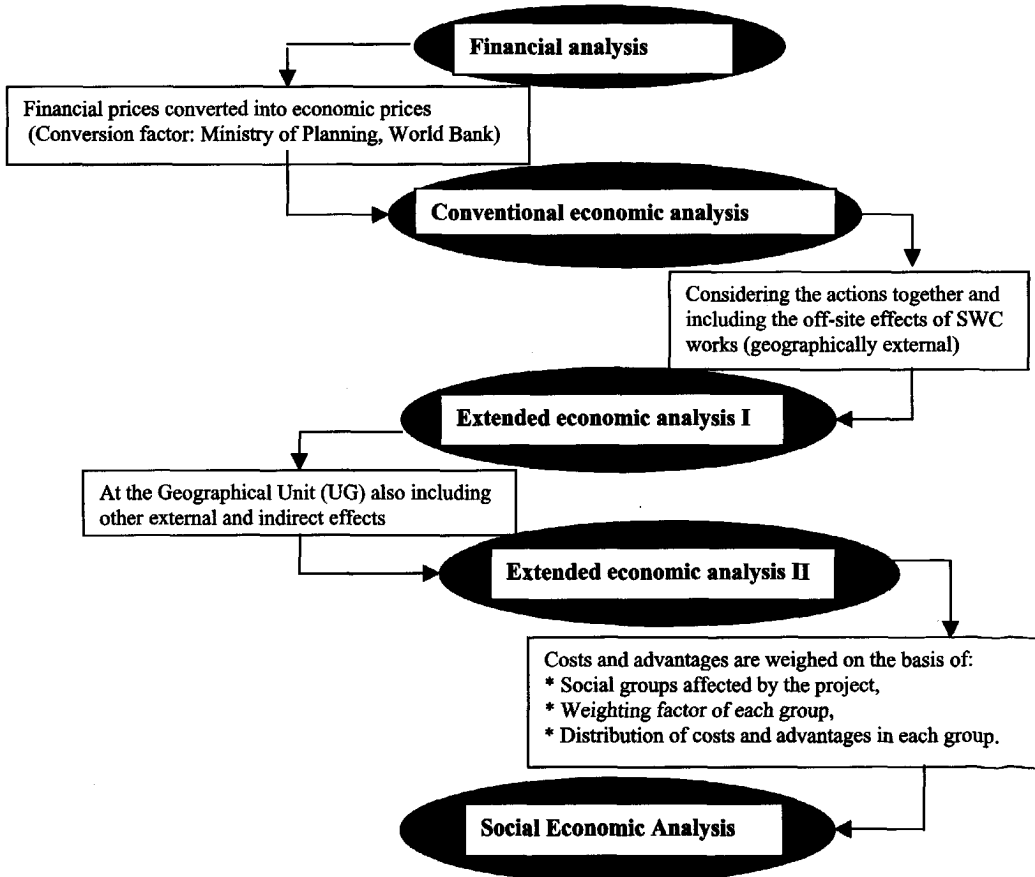 Financial analysis
Financial prices converted into economic prices
(Conversion factor: Ministry of Planning, World Bank)
Conventional economic analysis
Considering the actions together and
including the off-site effects of SWC
works (geographically external)
Extended economic analysis I
At the Geographical Unit (UG) also including
other external and indirect effects
Extended economic analysis II
Costs and advantages are weighed on the basis of:
* Social groups affected by the project,
* Weighting factor of each group,
* Distribution of costs and advantages in each group.
Social Economic Analysis